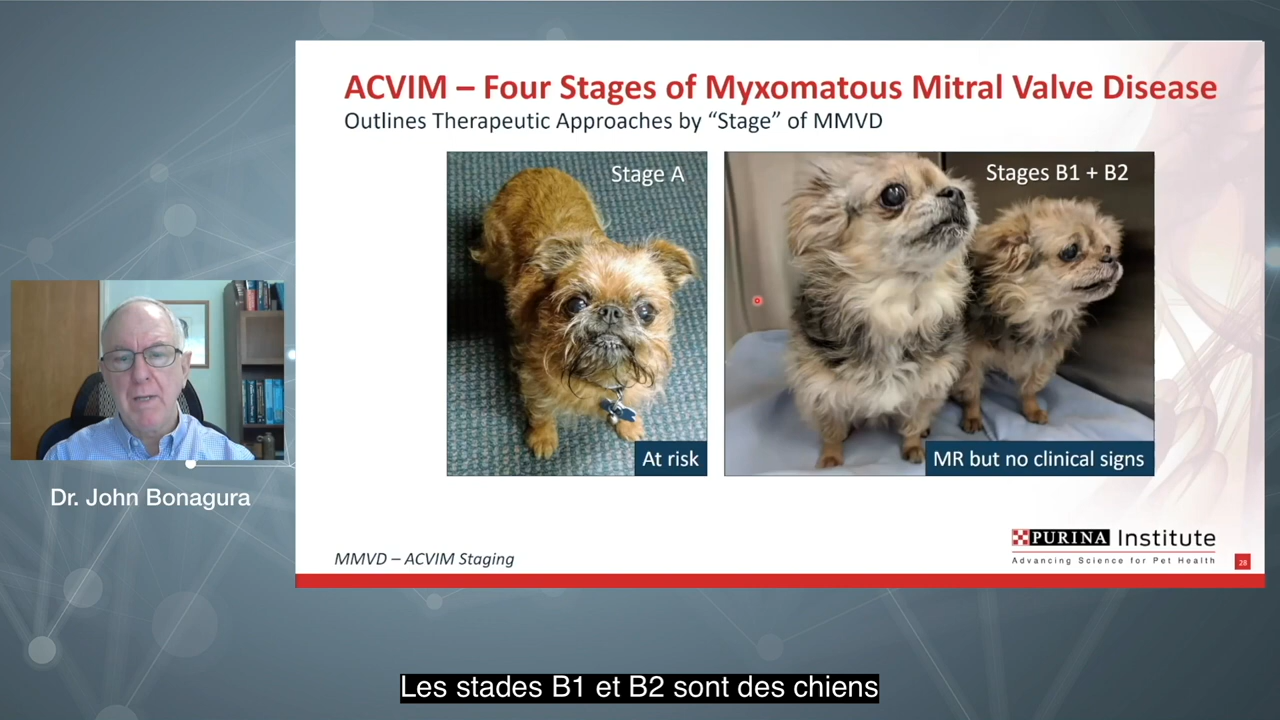 ACVIM – Four Stages of Myxomatous Mitral Valve Disease
Outlines Therapeutic Approaches by “Stage” of MMVD
Stage A
Stages B1 + B2
At risk
MR but no clinical signs
Dr. John Bonagura
PURINA Institute
Advancing Science for Pet Health
MMVD – ACVIM Staging
28
Les stades B1 et B2 sont des chiens